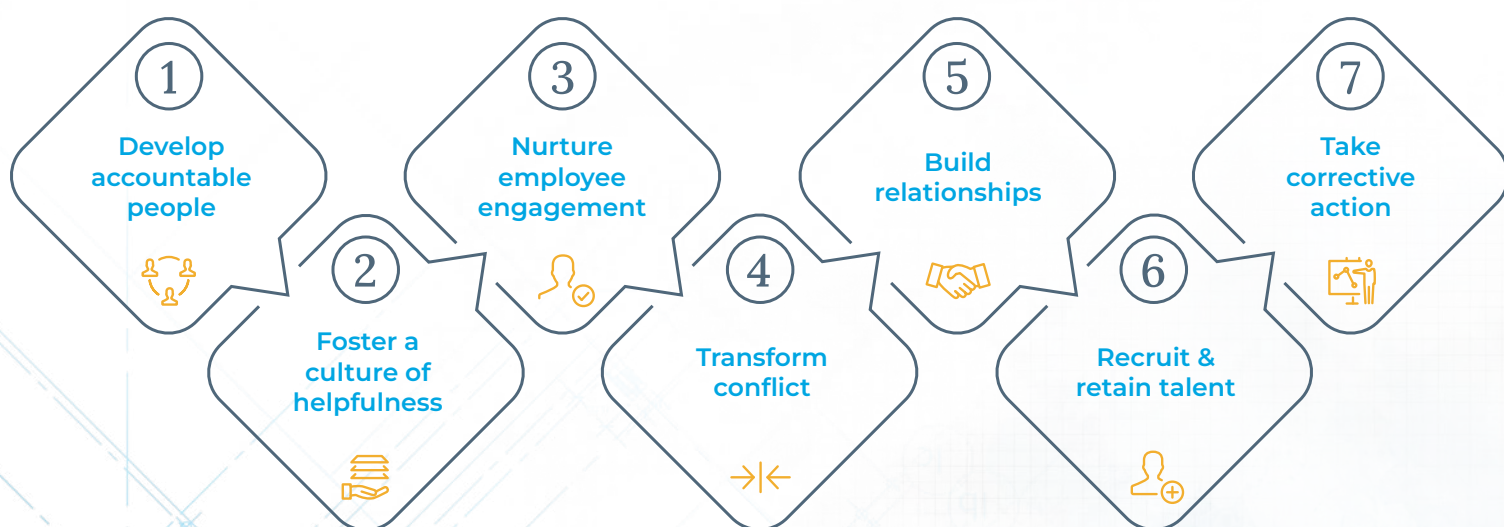 1
Develop
accountable
people
2
Foster a
culture of
helpfulness
3
Nurture
employee
engagement
4
Transform
conflict
5
Build
relationships
6
Recruit &
retain talent
7
Take
corrective
action